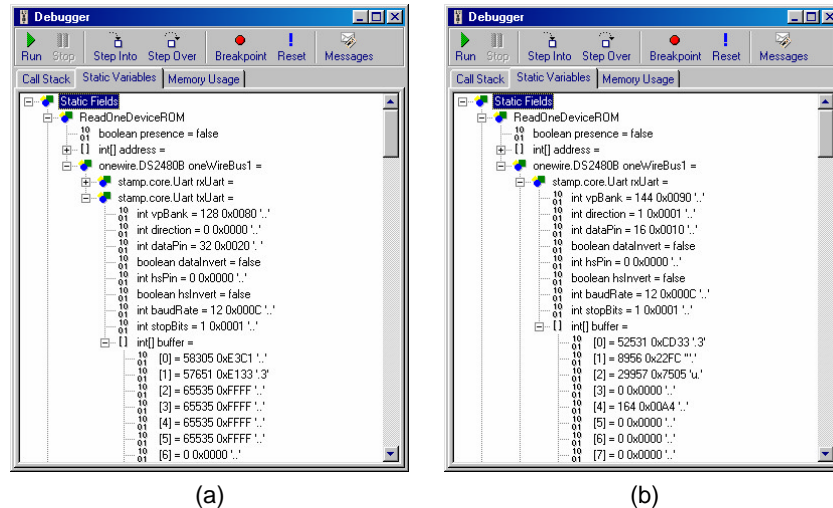 Debugger
Run Stop Step Into Step Over Breakpoint Reset Messages
Call Stack Static Variables Memory Usage
Static Fields
ReadOneDeviceROM
boolean presence = false
int[] address =
onewire.DS2480B oneWireBus1 =
stamp.core.Uart rxUart =
stamp.core.Uart txUart =
int vpBank = 128 0x0080 '..'
int direction = 0 0x0000 '..'
int dataPin = 32 0x0020 '. '
boolean dataInvert = false
int hsPin = 0 0x0000 '..'
boolean hsInvert = false
int baudRate = 12 0x000C '..'
int stopBits = 1 0x0001 '..'
int[] buffer =
[0] = 58305 0xE3C1 '..'
[1] = 57651 0xE133 '.3'
[2] = 65535 0xFFFF '..'
[3] = 65535 0xFFFF '..'
[4] = 65535 0xFFFF '..'
[5] = 65535 0xFFFF '..'
[6] = 0 0x0000 '..'
(a)
Debugger
Run Stop Step Into Step Over Breakpoint Reset Messages
Call Stack Static Variables Memory Usage
Static Fields
ReadOneDeviceROM
boolean presence = false
int[] address =
onewire.DS2480B oneWireBus1 =
stamp.core.Uart rxUart =
int vpBank = 144 0x0090 '..'
int direction = 1 0x0001 '..'
int dataPin = 16 0x0010 '..'
boolean dataInvert = false
int hsPin = 0 0x0000 '..'
boolean hsInvert = false
int baudRate = 12 0x000C '..'
int stopBits = 1 0x0001 '..'
int[] buffer =
[0] = 52531 0xCD33 '.3'
[1] = 8956 0x22FC '".'
[2] = 29957 0x7505 'u.'
[3] = 0 0x0000 '..'
[4] = 164 0x00A4 '..'
[5] = 0 0x0000 '..'
[6] = 0 0x0000 '..'
[7] = 0 0x0000 '..'
(b)